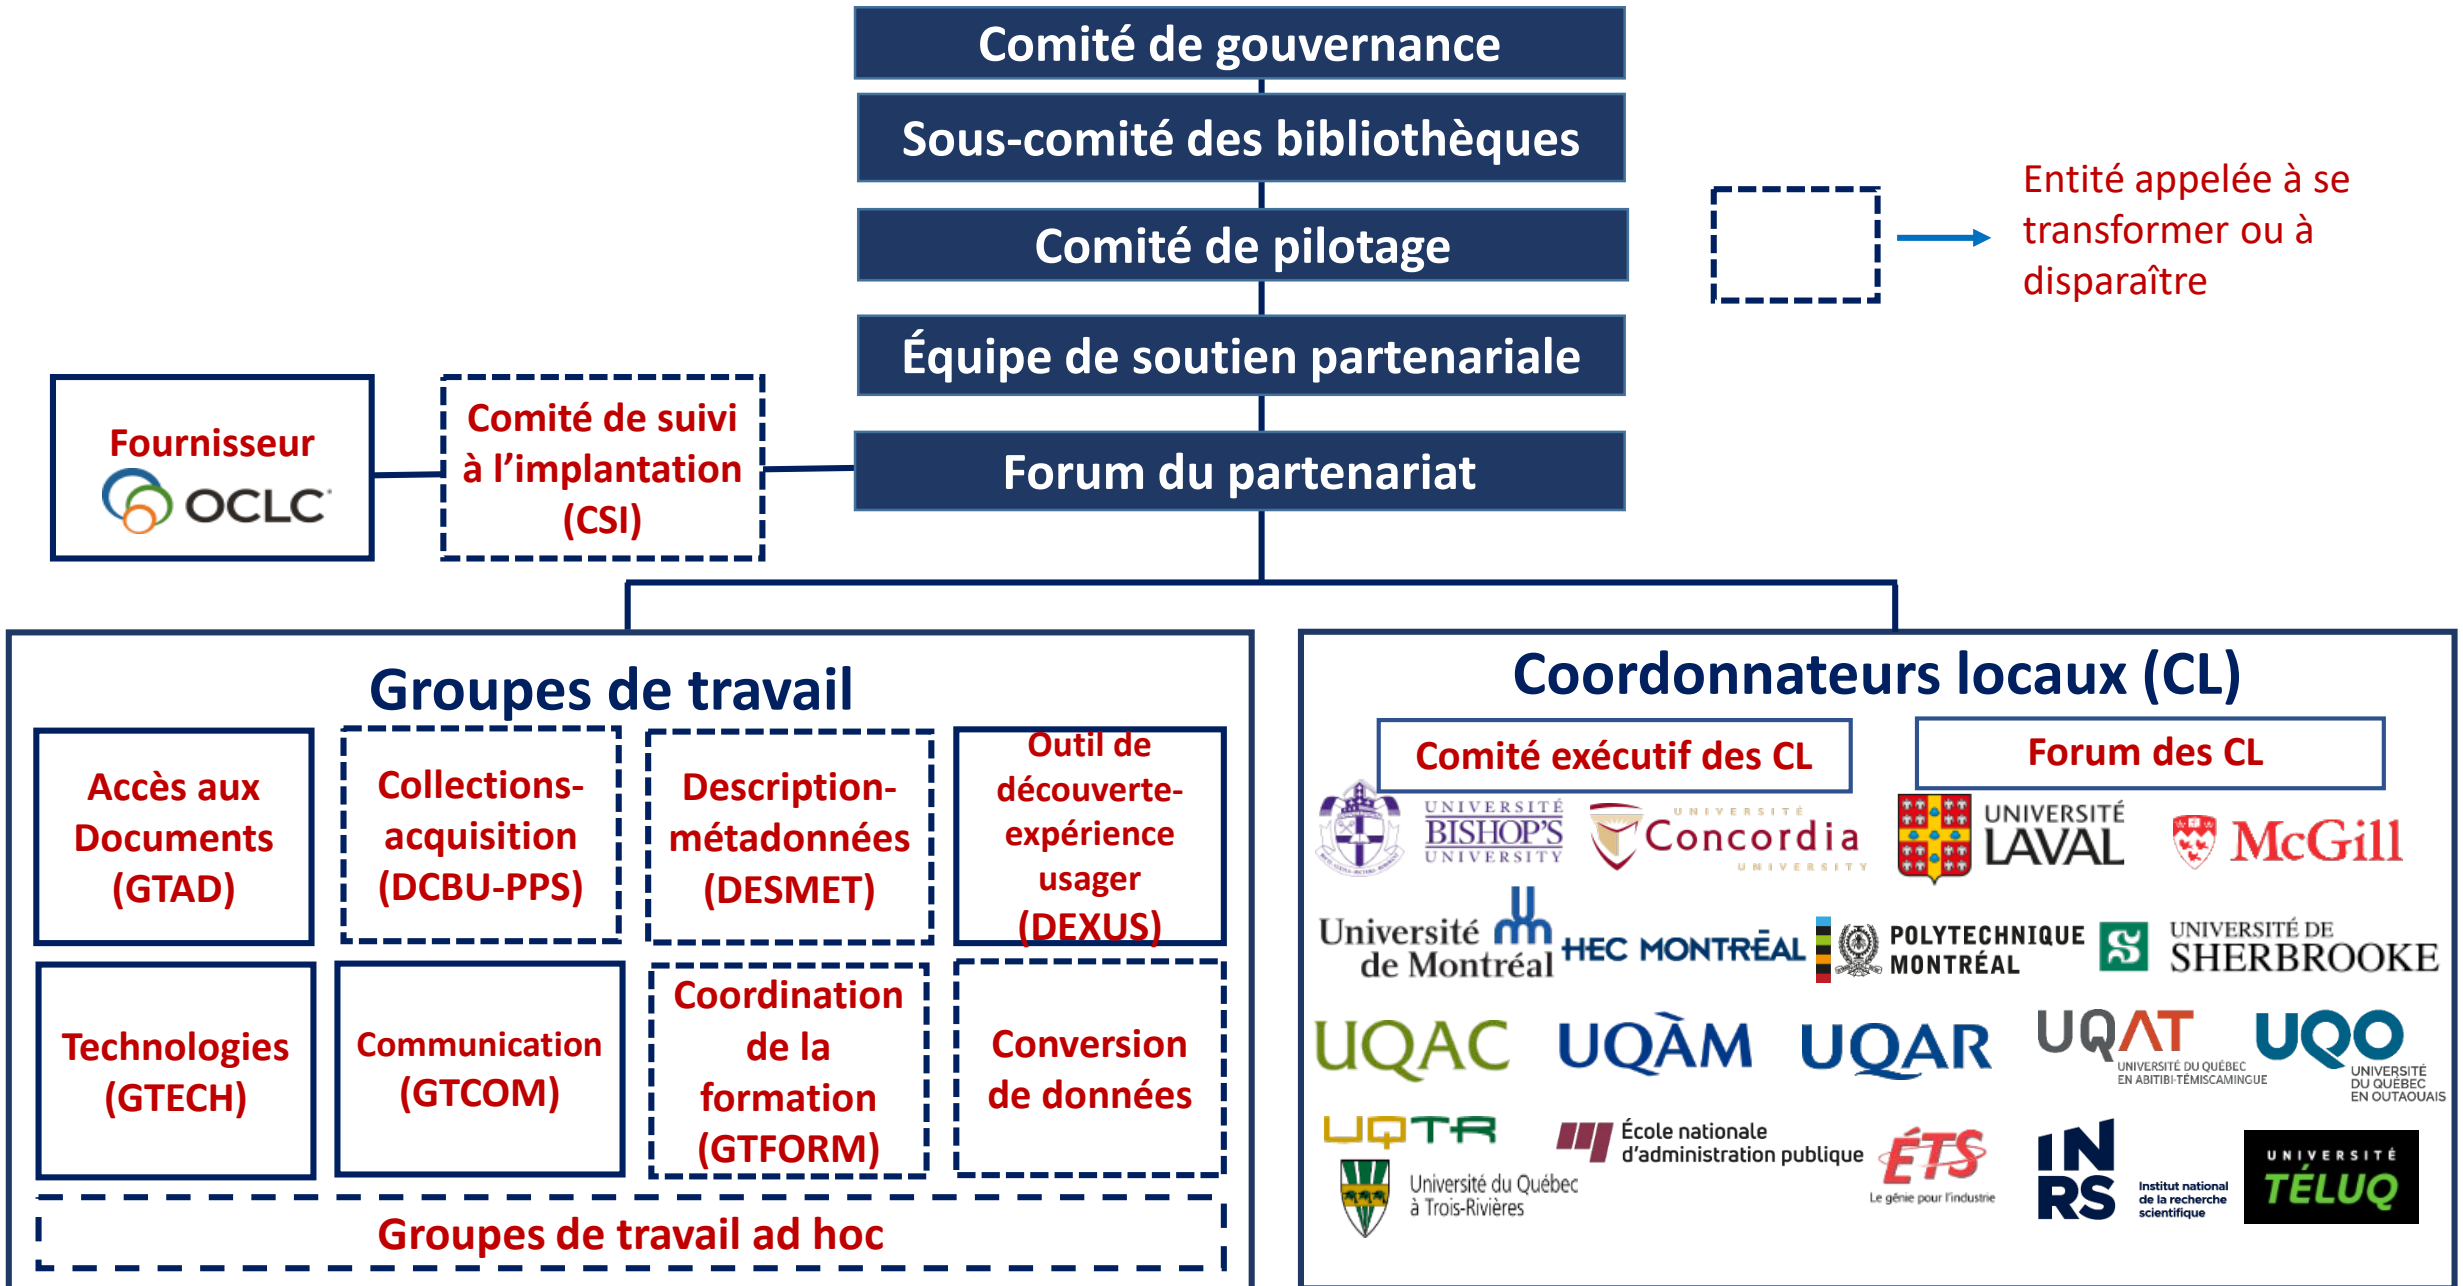 Comité de gouvernance
Sous-comité des bibliothèques
Comité de pilotage
Équipe de soutien partenariale
Forum du partenariat
Entité appelée à se
transformer ou à
disparaître
Fournisseur
OCLC
Comité de suivi
à l’implantation
(CSI)
Groupes de travail
Accès aux
Documents
(GTAD)
Collections-
acquisition
(DCBU-PPS)
Description-
métadonnées
(DESMET)
Outil de
découverte-
expérience
usager
(DEXUS)
Technologies
(GTECH)
Communication
(GTCOM)
Coordination
de la
formation
(GTFORM)
Conversion
de données
Groupes de travail ad hoc
Coordonnateurs locaux (CL)
Comité exécutif des CL
Forum des CL
UNIVERSITÉ
BISHOP'S
UNIVERSITY
UNIVERSITÉ
Concordia
UNIVERSITY
UNIVERSITÉ
LAVAL
McGill
Université
de Montréal
HEC MONTRÉAL
POLYTECHNIQUE
MONTRÉAL
UNIVERSITÉ DE
SHERBROOKE
UQAC
UQÀM
UQAR
UQAT
UNIVERSITÉ DU QUÉBEC
EN ABITIBI-TÉMISCAMINGUE
UQO
UNIVERSITÉ
DU QUÉBEC
EN OUTAOUAIS
UQTR
Université du Québec
à Trois-Rivières
École nationale
d'administration publique
ÉTS
Le génie pour l'industrie
INRS
Institut national
de la recherche
scientifique
UNIVERSITÉ
TÉLUQ